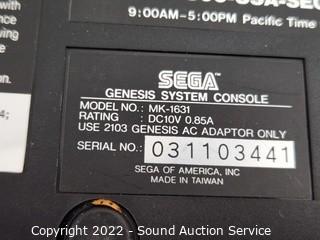 9:00AM–5:00PM Pacific Time
SEGA
GENESIS SYSTEM CONSOLE
MODEL NO.: MK-1631
RATING : DC10V 0.85A
USE 2103 GENESIS AC ADAPTOR ONLY
SERIAL NO.: 031103441
SEGA OF AMERICA, INC
MADE IN TAIWAN
Copyright 2022 - Sound Auction Service